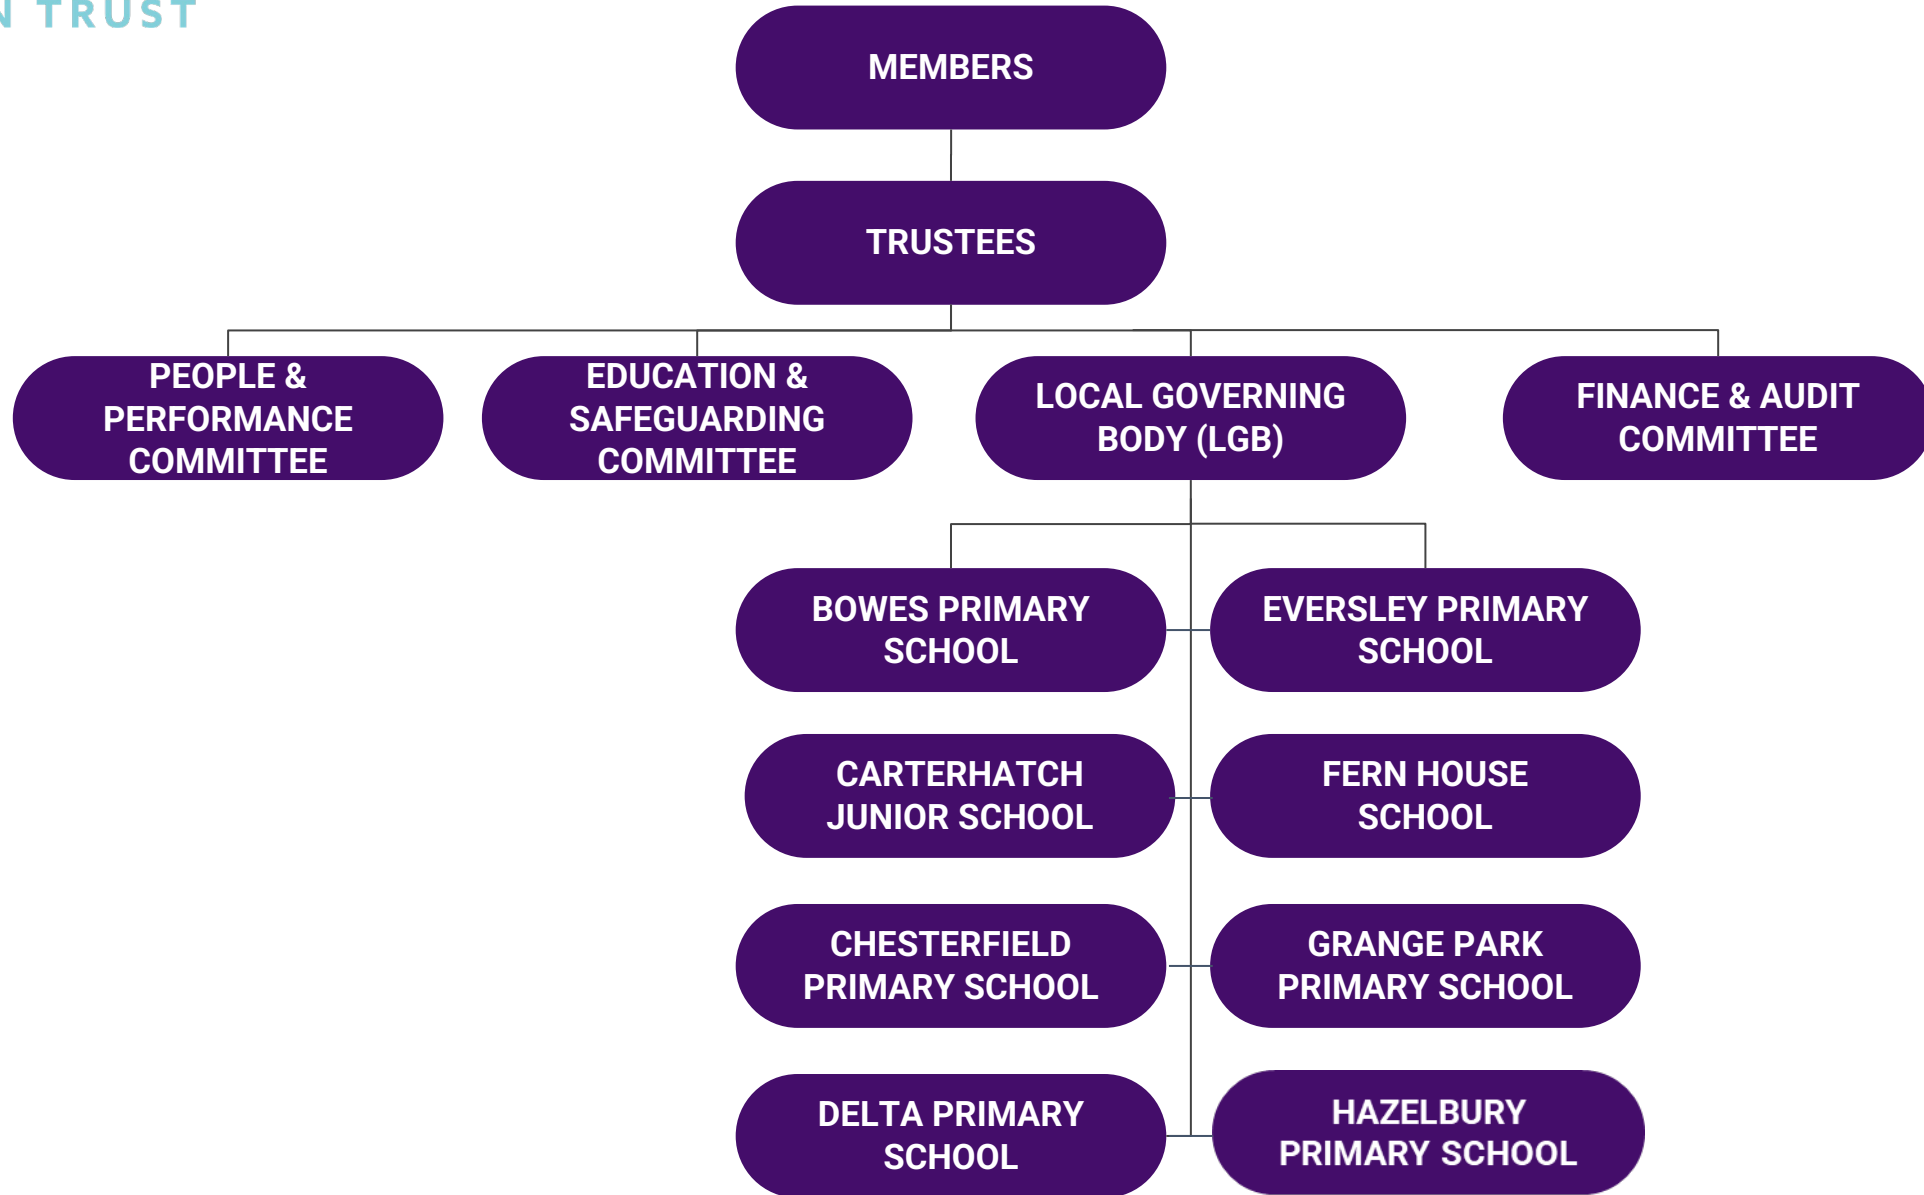 TRUST
MEMBERS
TRUSTEES
PEOPLE &
PERFORMANCE
COMMITTEE
EDUCATION &
SAFEGUARDING
COMMITTEE
LOCAL GOVERNING
BODY (LGB)
FINANCE & AUDIT
COMMITTEE
BOWES PRIMARY
SCHOOL
EVERSLEY PRIMARY
SCHOOL
CARTERHATCH
JUNIOR SCHOOL
FERN HOUSE
SCHOOL
CHESTERFIELD
PRIMARY SCHOOL
GRANGE PARK
PRIMARY SCHOOL
DELTA PRIMARY
SCHOOL
HAZELBURY
PRIMARY SCHOOL